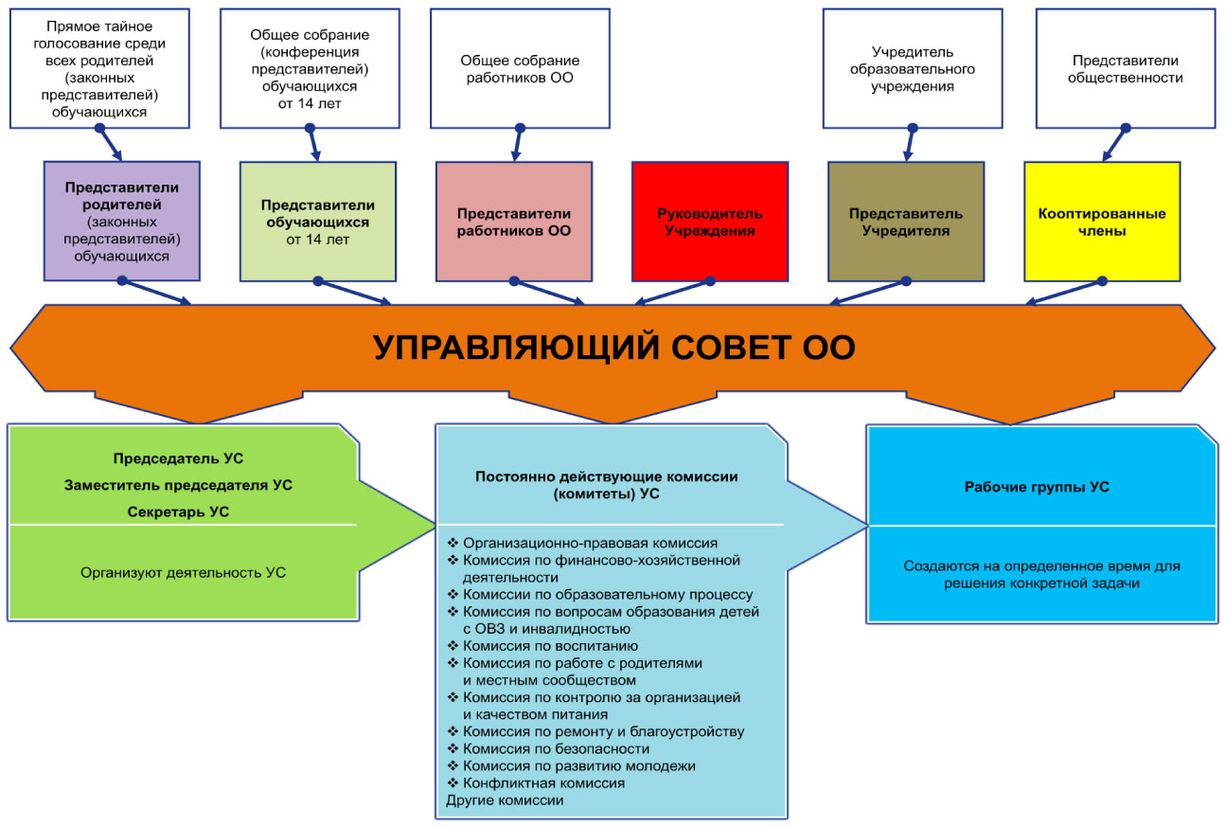 Прямое тайное
голосование среди
всех родителей
(законных
представителей)
обучающихся
Общее собрание
(конференция
представителей)
обучающихся
от 14 лет
Общее собрание
работников ОО
Учредитель
образовательного
учреждения
Представители
общественности
Представители
родителей
(законных
представителей)
обучающихся
Представители
обучающихся
от 14 лет
Представители
работников ОО
Руководитель
Учреждения
Представитель
Учредителя
Кооптированные
члены
УПРАВЛЯЮЩИЙ СОВЕТ ОО
Председатель УС
Заместитель председателя УС
Секретарь УС
Организуют деятельность УС
Постоянно действующие комиссии
(комитеты) УС
❖ Организационно-правовая комиссия
❖ Комиссия по финансово-хозяйственной
деятельности
❖ Комиссии по образовательному процессу
❖ Комиссия по вопросам образования детей
с ОВЗ и инвалидностью
❖ Комиссия по воспитанию
❖ Комиссия по работе с родителями
и местным сообществом
❖ Комиссия по контролю за организацией
и качеством питания
❖ Комиссия по ремонту и благоустройству
❖ Комиссия по безопасности
❖ Комиссия по развитию молодежи
❖ Конфликтная комиссия
Другие комиссии
Рабочие группы УС
Создаются на определенное время для
решения конкретной задачи